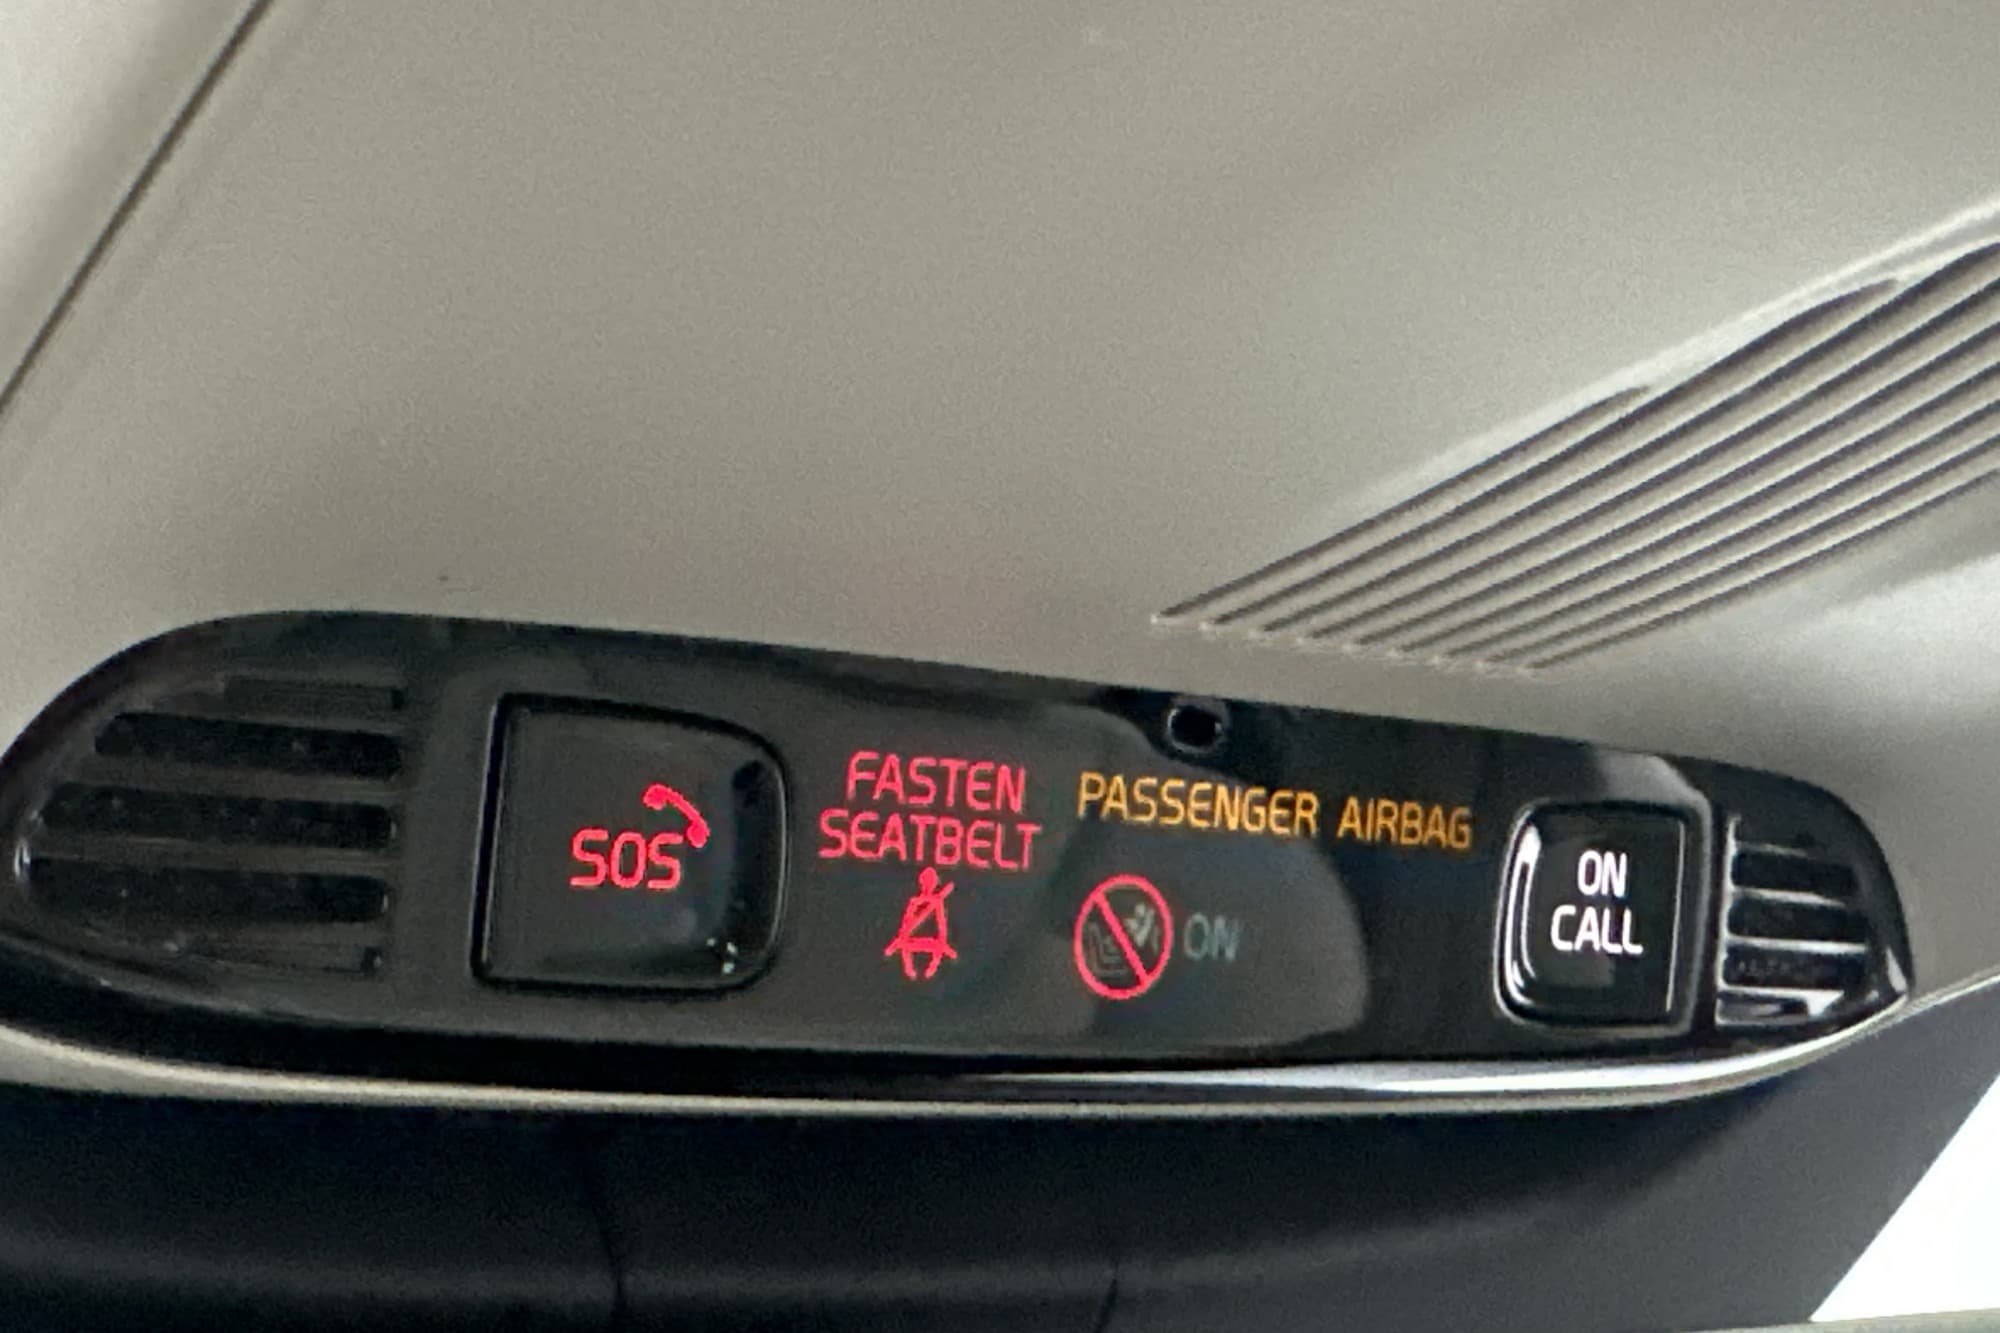 SOS
FASTEN
SEATBELT
PASSENGER AIRBAG
ON
ON
CALL